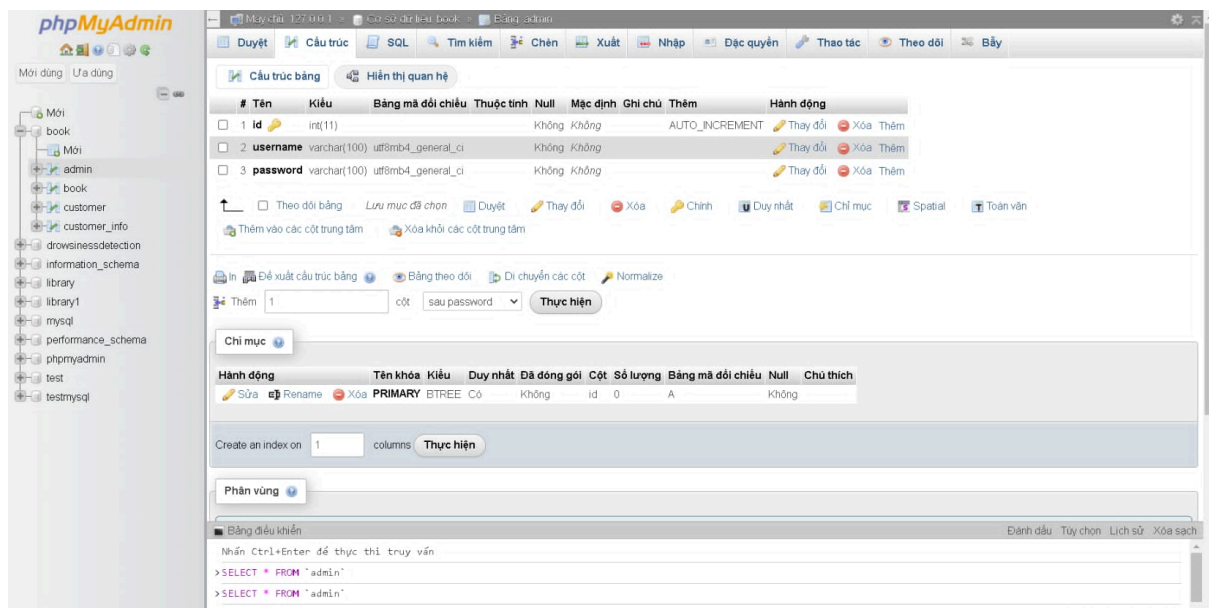 phpMyAdmin
Mới dùng Ưa dùng
Mới
book
Mới
admin
book
customer
customer_info
drowsinessdetection
information_schema
library
library1
mysql
performance_schema
phpmyadmin
test
testmysql
Máy chủ: 127.0.0.1 » Cơ sở dữ liệu: book » Bảng: admin
Duyệt Cấu trúc SQL Tìm kiếm Chèn Xuất Nhập Đặc quyền Thao tác Theo dõi Bẫy
Cấu trúc bảng Hiển thị quan hệ
# Tên Kiểu Bảng mã đối chiếu Thuộc tính Null Mặc định Ghi chú Thêm Hành động
1 id int(11) Không Không AUTO_INCREMENT Thay đổi Xóa Thêm
2 username varchar(100) utf8mb4_general_ci Không Không Thay đổi Xóa Thêm
3 password varchar(100) utf8mb4_general_ci Không Không Thay đổi Xóa Thêm
Theo dõi bảng Lưu mục đã chọn Duyệt Thay đổi Xóa Chính Duy nhất Chỉ mục Spatial Toàn văn
Thêm vào các cột trung tâm Xóa khỏi các cột trung tâm
In Đề xuất cấu trúc bảng Bảng theo dõi Di chuyển các cột Normalize
Thêm 1 cột sau password Thực hiện
Chỉ mục
Hành động Tên khóa Kiểu Duy nhất Đã đóng gói Cột Số lượng Bảng mã đối chiếu Null Chú thích
Sửa Rename Xóa PRIMARY BTREE Có Không id 0 A Không
Create an index on 1 columns Thực hiện
Phân vùng
Bảng điều khiển Đánh dấu Tùy chọn Lịch sử Xóa sạch
Nhấn Ctrl+Enter để thực thi truy vấn
>SELECT * FROM `admin`
>SELECT * FROM `admin`